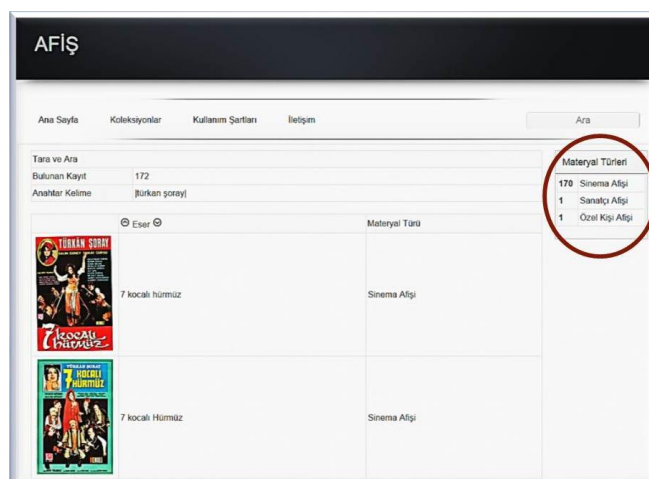 AFİŞ
Ana Sayfa Koleksiyonlar Kullanım Şartları İletişim Ara
Tara ve Ara
Bulunan Kayıt 172
Anahtar Kelime |türkan şoray|
Materyal Türleri
170 Sinema Afişi
1 Sanatçı Afişi
1 Özel Kişi Afişi
Eser Materyal Türü
TÜRKÂN ŞORAY
7 kocalı hürmüz
7 kocalı hürmüz Sinema Afişi
TÜRKAN ŞORAY
7 KOCALI
HÜRMÜZ
7 kocalı Hürmüz Sinema Afişi